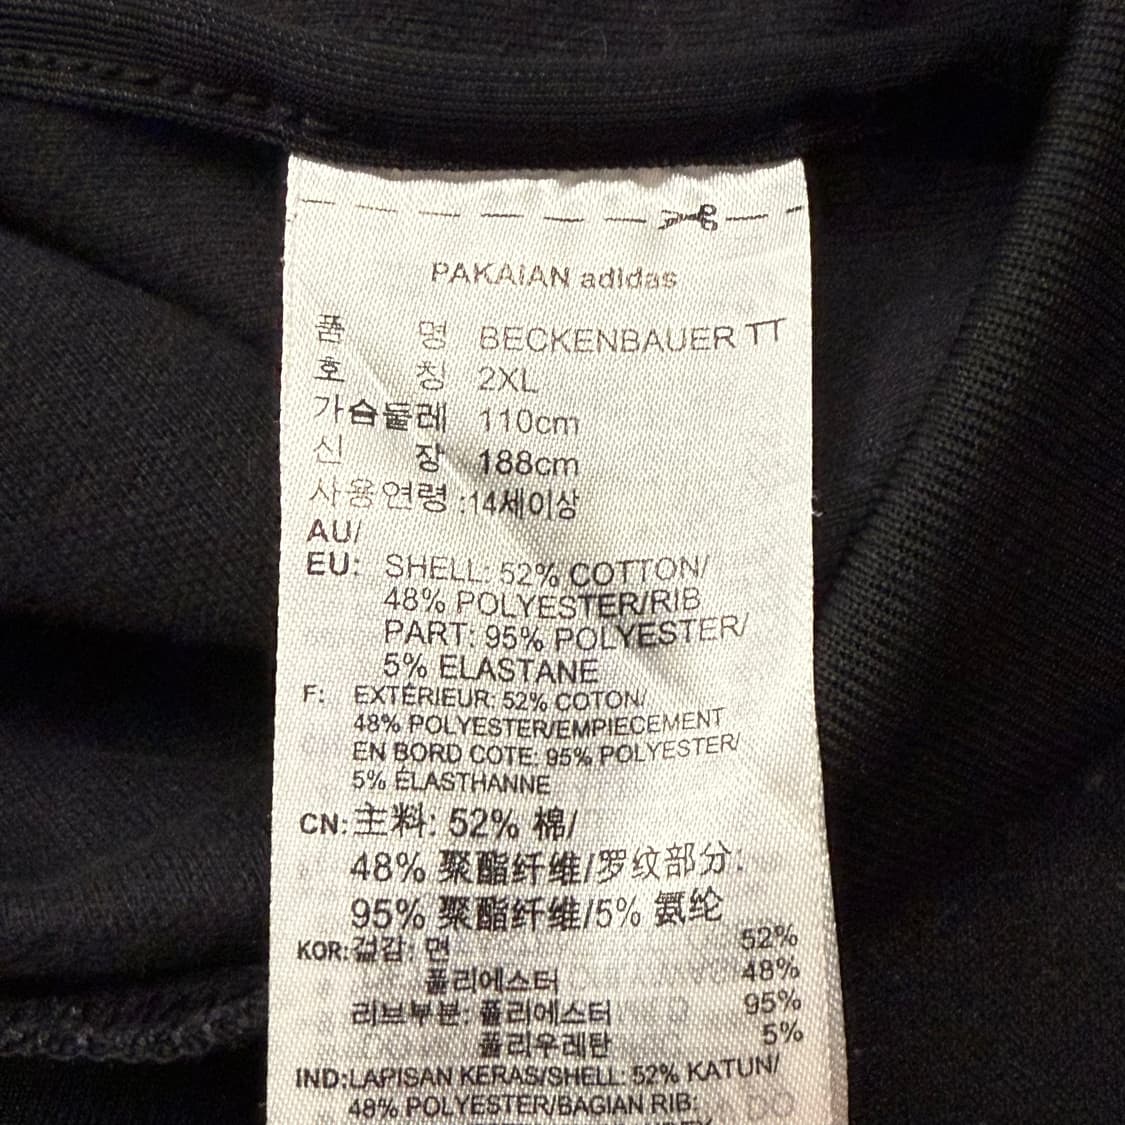 PAKAIAN adidas
품 명 BECKENBAUER TT
호 칭 2XL
가슴둘레 110cm
신 장 188cm
사용연령 :14세이상
AU/
EU: SHELL: 52% COTTON/
48% POLYESTER/RIB
PART: 95% POLYESTER/
5% ELASTANE
F: EXTÉRIEUR: 52% COTON/
48% POLYESTER/EMPIECEMENT
EN BORD COTE: 95% POLYESTER/
5% ÉLASTHANNE
CN: 主料: 52% 棉/
48% 聚酯纤维/罗纹部分:
95% 聚酯纤维/5% 氨纶
KOR: 겉감: 면 52%
폴리에스터 48%
리브부분: 폴리에스터 95%
폴리우레탄 5%
IND: LAPISAN KERAS/SHELL: 52% KATUN/
48% POLYESTER/BAGIAN RIB: